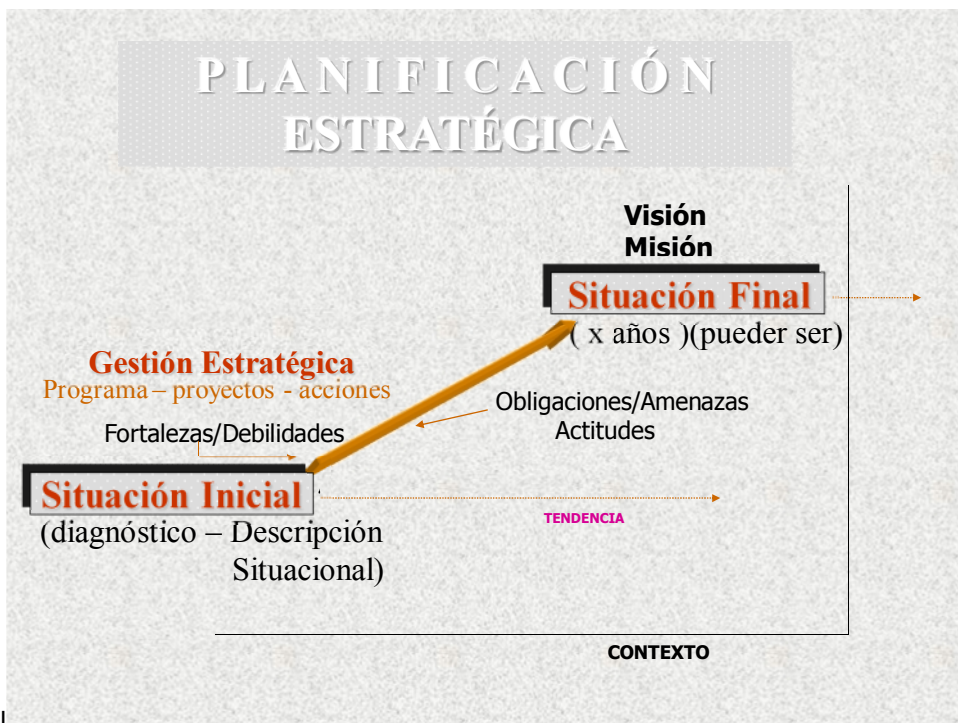 PLANIFICACIÓN
ESTRATÉGICA
Visión
Misión
Situación Final
( x años )(pueder ser)
Gestión Estratégica
Programa – proyectos - acciones
Obligaciones/Amenazas
Actitudes
Fortalezas/Debilidades
Situación Inicial
(diagnóstico – Descripción
Situacional)
TENDENCIA
CONTEXTO